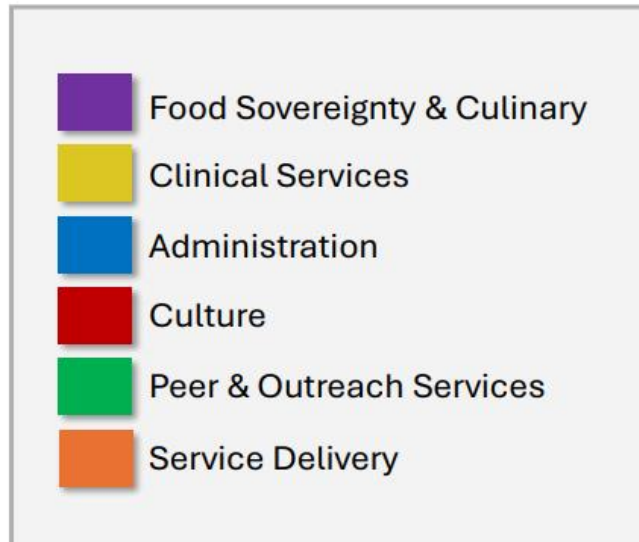 Food Sovereignty & Culinary
Clinical Services
Administration
Culture
Peer & Outreach Services
Service Delivery